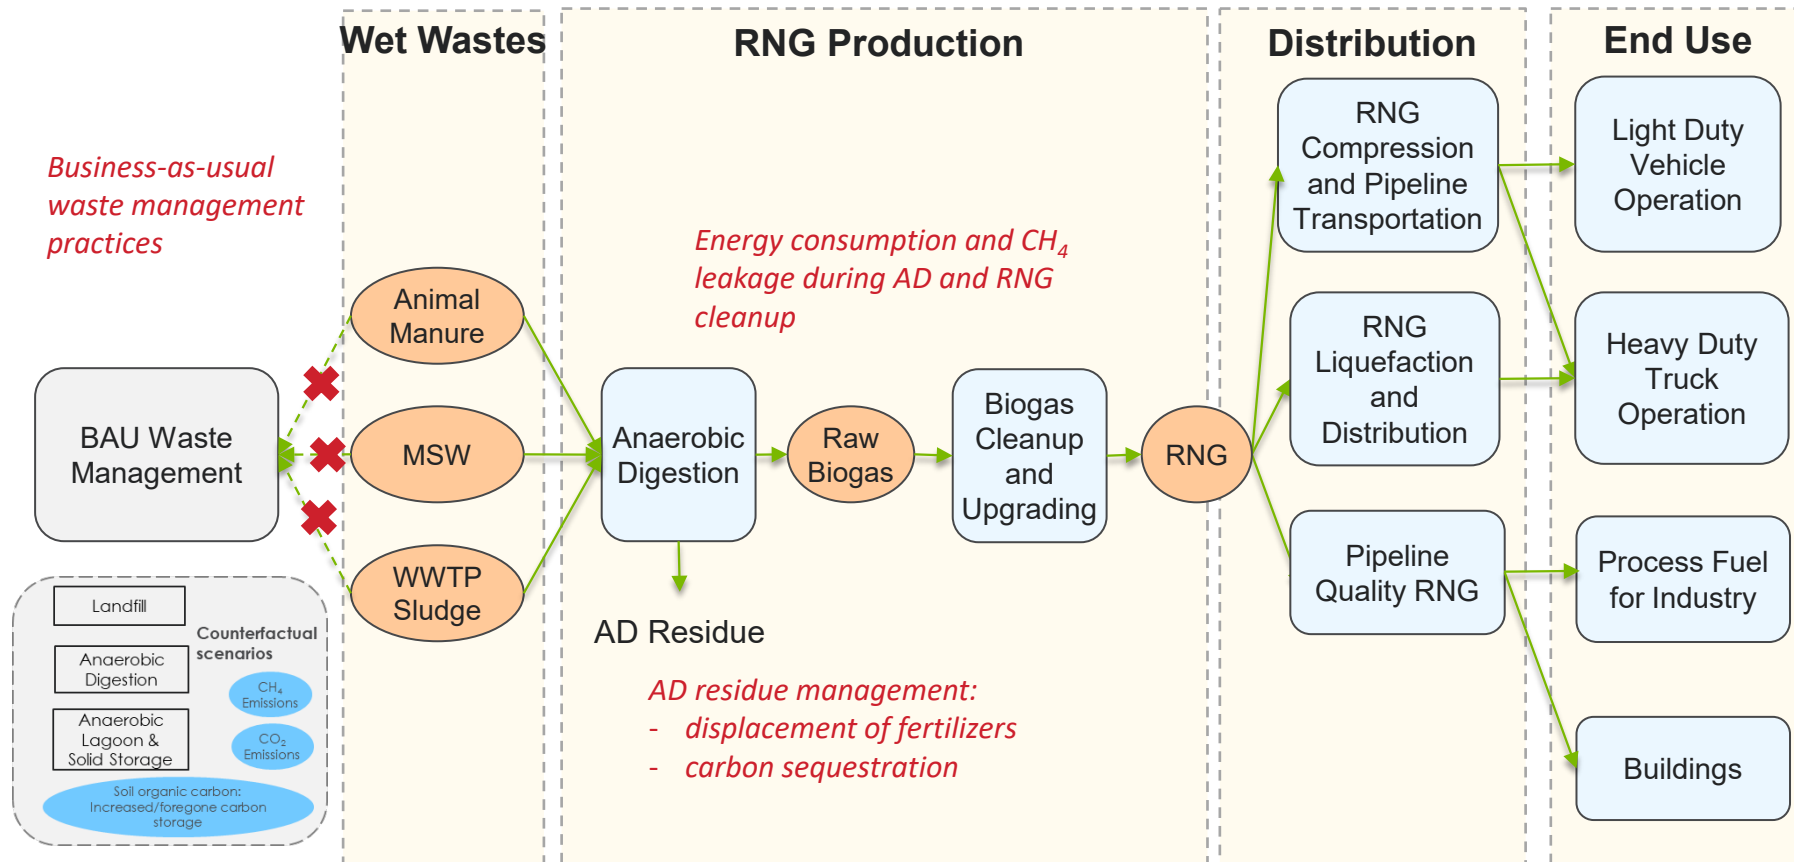 Wet Wastes
RNG Production
Distribution
End Use
Business-as-usual
waste management
practices
BAU Waste
Management
Landfill
Counterfactual
scenarios
Anaerobic
Digestion
CH₄
Emissions
Anaerobic
Lagoon &
Solid Storage
CO₂
Emissions
Soil organic carbon:
Increased/foregone carbon
storage
Animal
Manure
MSW
WWTP
Sludge
Energy consumption and CH₄
leakage during AD and RNG
cleanup
Anaerobic
Digestion
Raw
Biogas
Biogas
Cleanup
and
Upgrading
RNG
AD Residue
AD residue management:
- displacement of fertilizers
- carbon sequestration
RNG
Compression
and Pipeline
Transportation
RNG
Liquefaction
and
Distribution
Pipeline
Quality RNG
Light Duty
Vehicle
Operation
Heavy Duty
Truck
Operation
Process Fuel
for Industry
Buildings